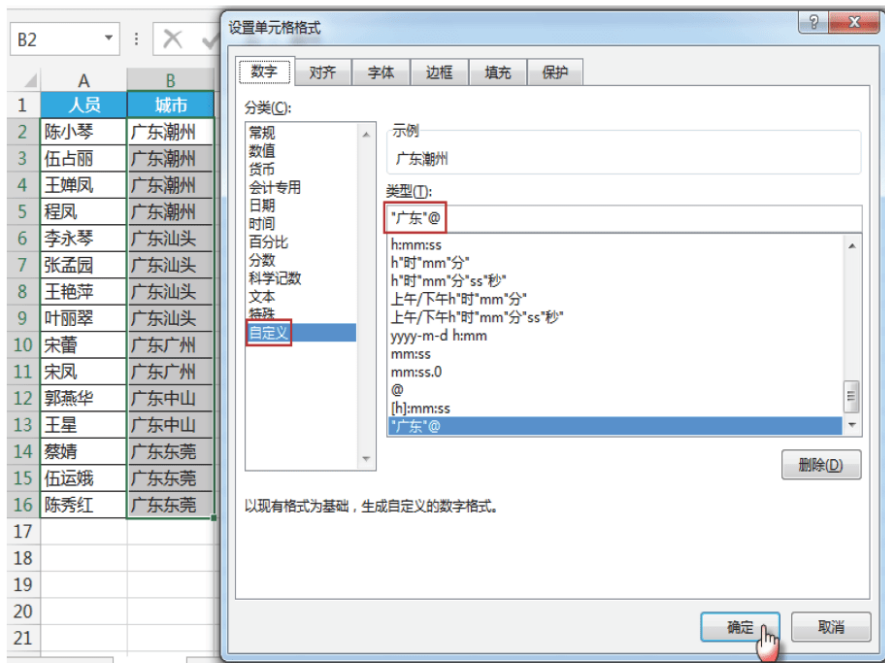 B2
设置单元格格式
数字 对齐 字体 边框 填充 保护
A B
1 人员 城市
2 陈小琴 广东潮州
3 伍占丽 广东潮州
4 王婵凤 广东潮州
5 程凤 广东潮州
6 李永琴 广东汕头
7 张孟园 广东汕头
8 王艳萍 广东汕头
9 叶丽翠 广东汕头
10 宋蕾 广东广州
11 宋凤 广东广州
12 郭燕华 广东中山
13 王星 广东中山
14 蔡婧 广东东莞
15 伍运娥 广东东莞
16 陈秀红 广东东莞
17
18
19
20
21
分类(C):
常规
数值
货币
会计专用
日期
时间
百分比
分数
科学记数
文本
特殊
自定义
示例
广东潮州
类型(T):
"广东"@
h:mm:ss
h"时"mm"分"
h"时"mm"分"ss"秒"
上午/下午h"时"mm"分"
上午/下午h"时"mm"分"ss"秒"
yyyy-m-d h:mm
mm:ss
mm:ss.0
@
[h]:mm:ss
"广东"@
删除(D)
以现有格式为基础，生成自定义的数字格式。
确定 取消